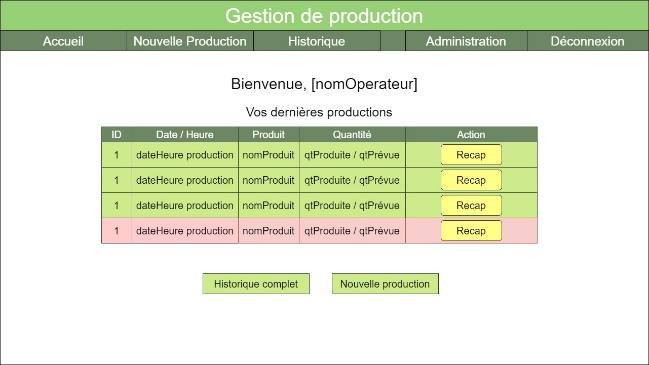 Gestion de production
Accueil Nouvelle Production Historique Administration Déconnexion
Bienvenue, [nomOperateur]
Vos dernières productions
ID Date / Heure Produit Quantité Action
1 dateHeure production nomProduit qtProduite / qtPrévue Recap
1 dateHeure production nomProduit qtProduite / qtPrévue Recap
1 dateHeure production nomProduit qtProduite / qtPrévue Recap
1 dateHeure production nomProduit qtProduite / qtPrévue Recap
Historique complet Nouvelle production